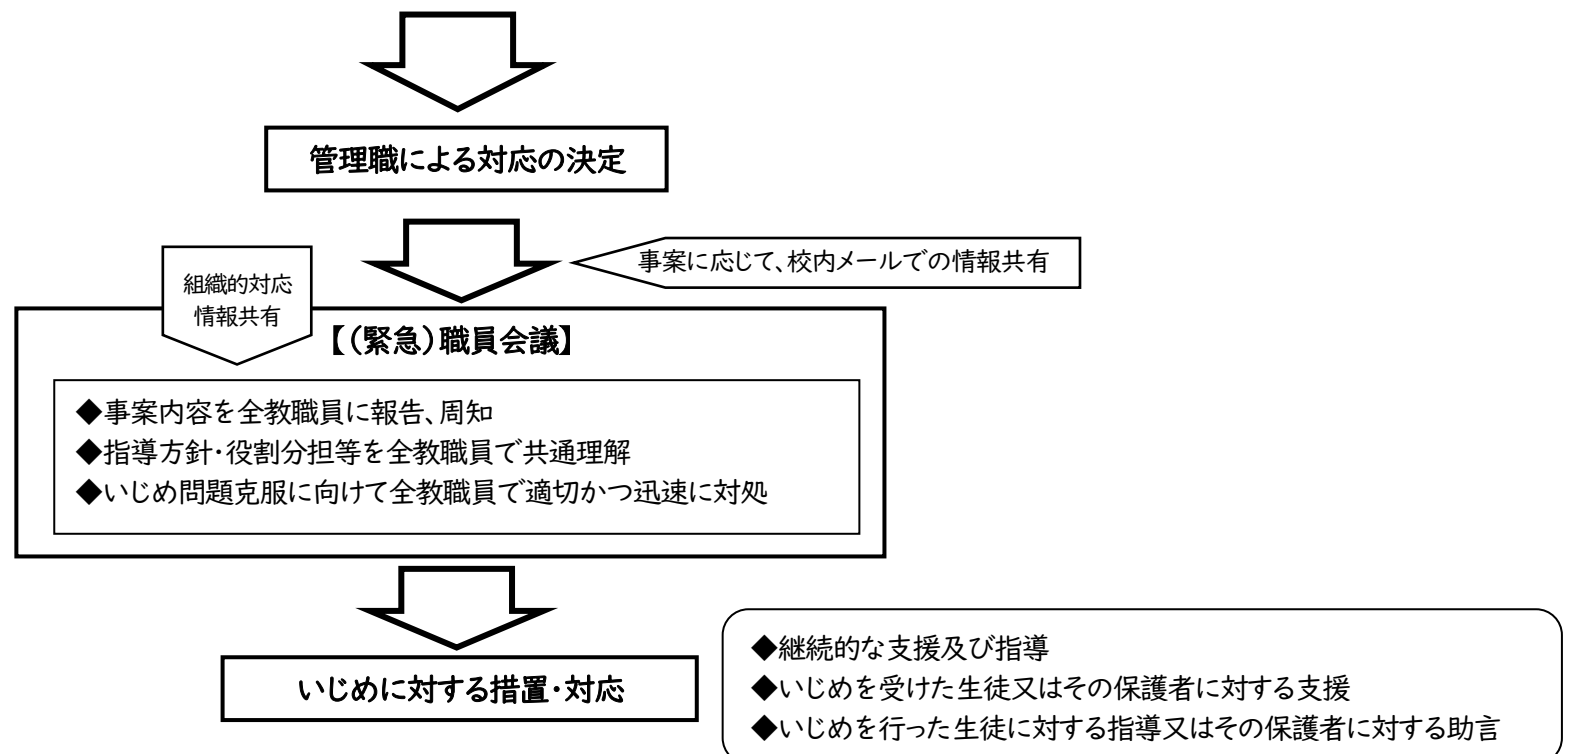 管理職による対応の決定
事案に応じて、校内メールでの情報共有
組織的対応
情報共有
【（緊急）職員会議】
◆事案内容を全教職員に報告、周知
◆指導方針・役割分担等を全教職員で共通理解
◆いじめ問題克服に向けて全教職員で適切かつ迅速に対処
いじめに対する措置・対応
◆継続的な支援及び指導
◆いじめを受けた生徒又はその保護者に対する支援
◆いじめを行った生徒に対する指導又はその保護者に対する助言